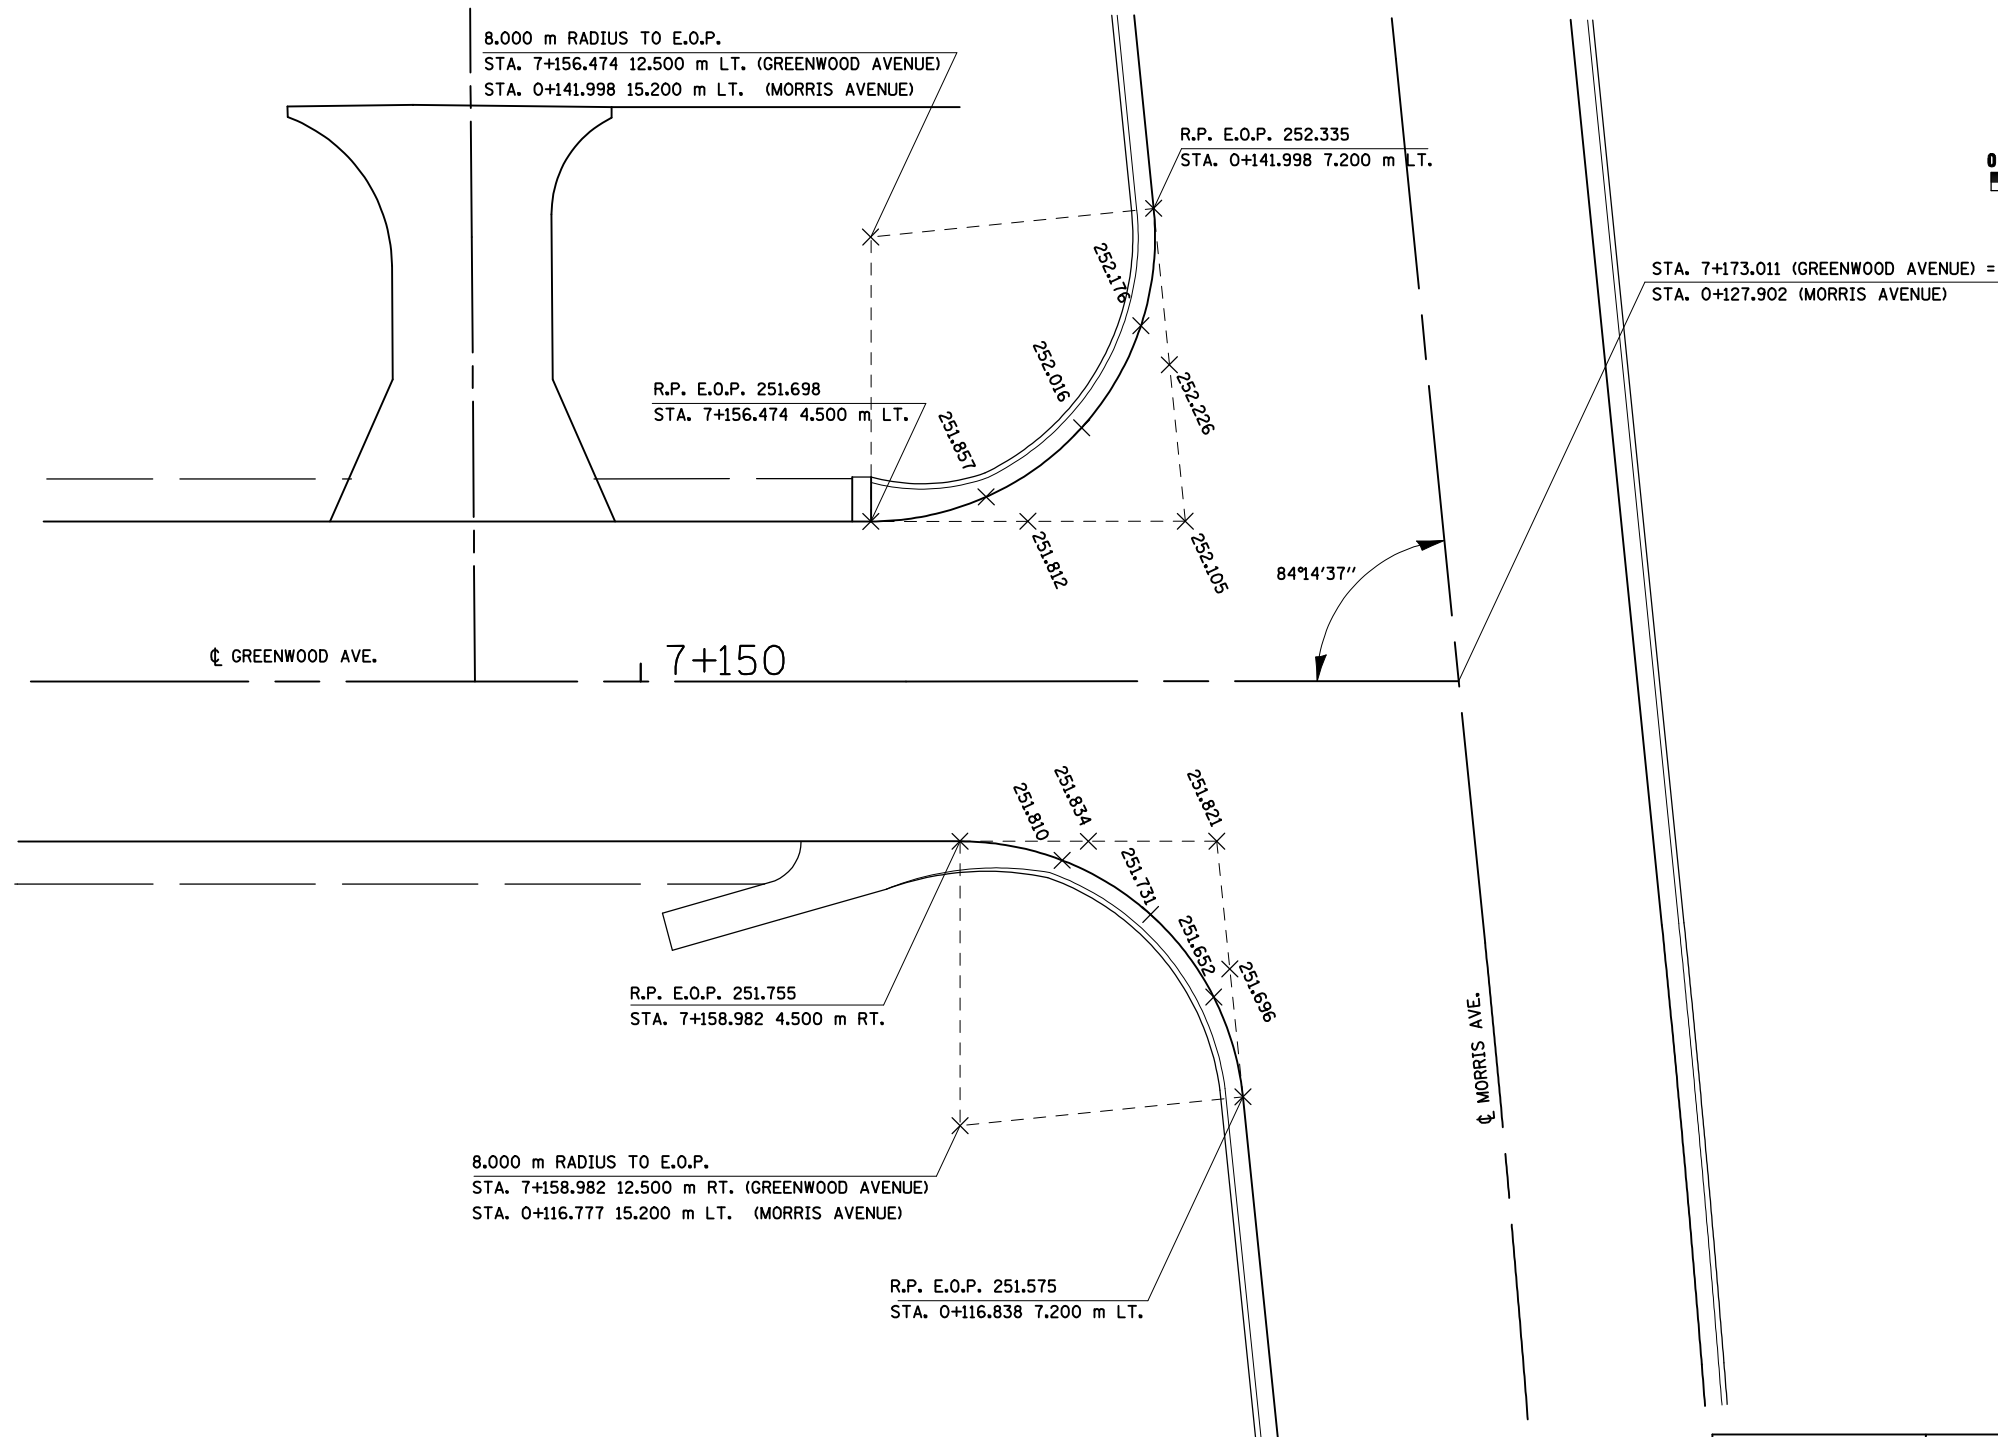 8.000 m RADIUS TO E.O.P.
STA. 7+156.474 12.500 m LT. (GREENWOOD AVENUE)
STA. 0+141.998 15.200 m LT. (MORRIS AVENUE)
R.P. E.O.P. 252.335
STA. 0+141.998 7.200 m LT.
0
STA. 7+173.011 (GREENWOOD AVENUE) =
STA. 0+127.902 (MORRIS AVENUE)
252.176
252.016
252.226
R.P. E.O.P. 251.698
STA. 7+156.474 4.500 m LT.
251.857
251.812
252.105
84°14'37"
℄ GREENWOOD AVE.
7+150
251.810
251.834
251.821
251.731
251.652
251.696
R.P. E.O.P. 251.755
STA. 7+158.982 4.500 m RT.
℄ MORRIS AVE.
8.000 m RADIUS TO E.O.P.
STA. 7+158.982 12.500 m RT. (GREENWOOD AVENUE)
STA. 0+116.777 15.200 m LT. (MORRIS AVENUE)
R.P. E.O.P. 251.575
STA. 0+116.838 7.200 m LT.